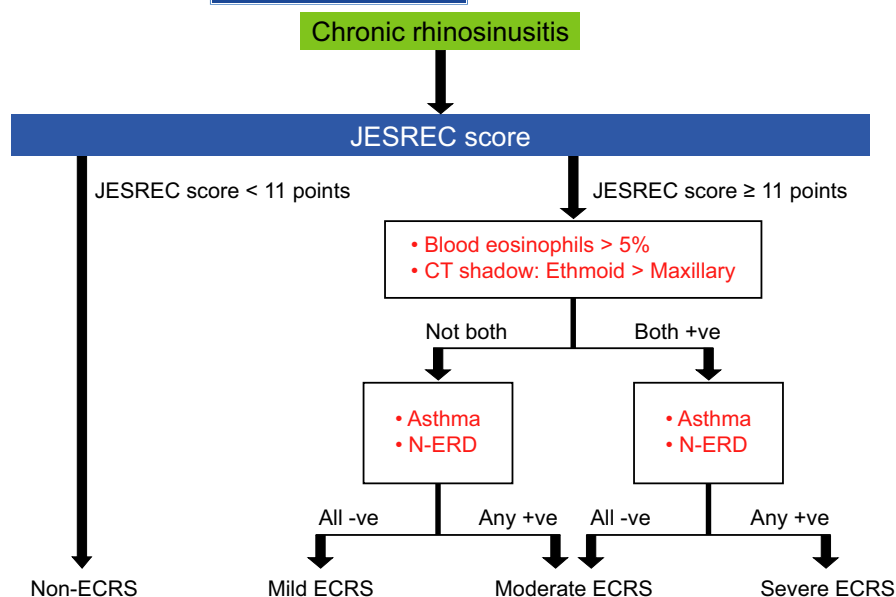 Chronic rhinosinusitis
JESREC score
JESREC score < 11 points
JESREC score ≥ 11 points
• Blood eosinophils > 5%
• CT shadow: Ethmoid > Maxillary
Not both
Both +ve
• Asthma
• N-ERD
• Asthma
• N-ERD
All -ve
Any +ve
All -ve
Any +ve
Non-ECRS
Mild ECRS
Moderate ECRS
Severe ECRS